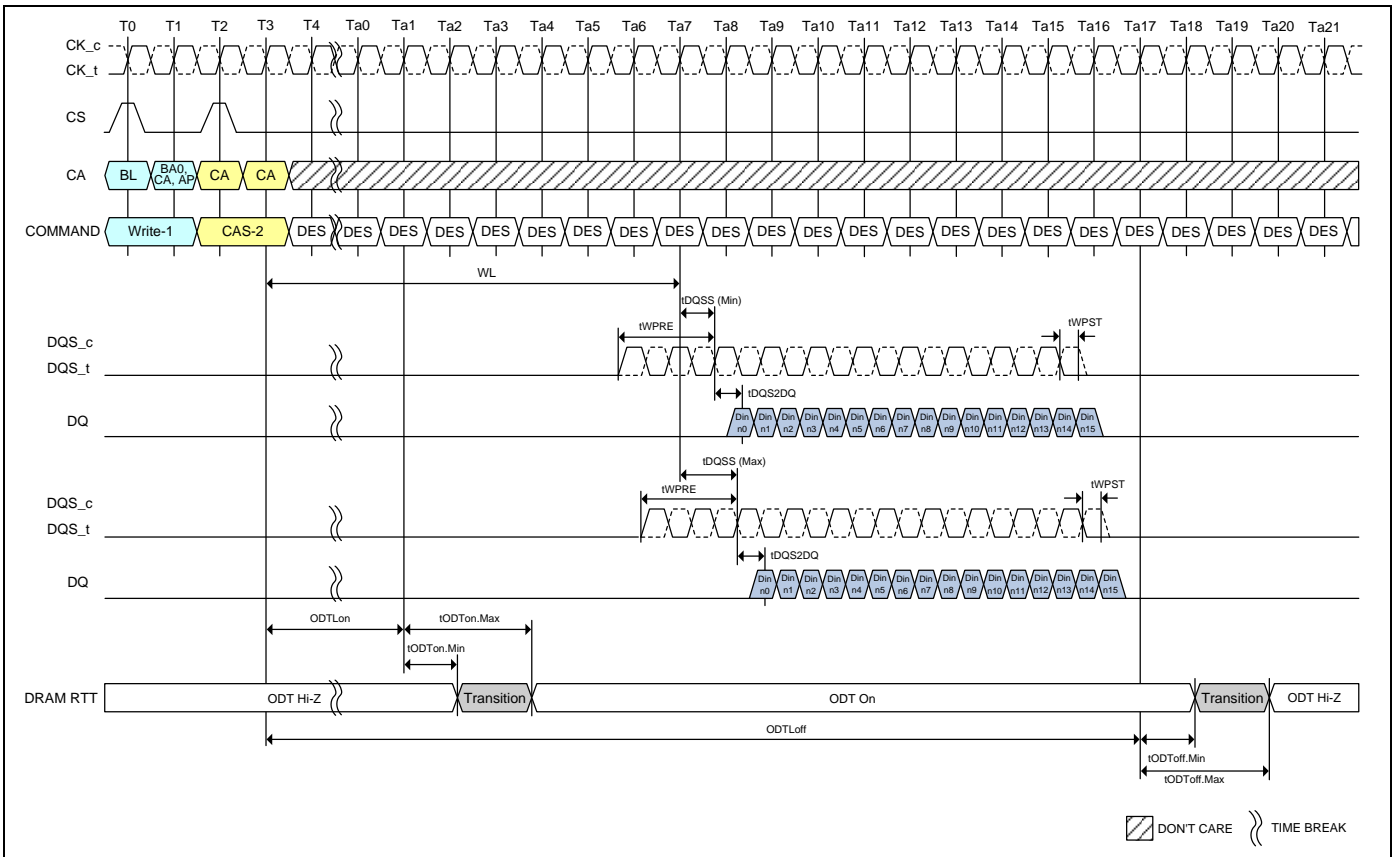 T0 T1 T2 T3 T4 Ta0 Ta1 Ta2 Ta3 Ta4 Ta5 Ta6 Ta7 Ta8 Ta9 Ta10 Ta11 Ta12 Ta13 Ta14 Ta15 Ta16 Ta17 Ta18 Ta19 Ta20 Ta21
CK_c
CK_t
CS
CA BL BA0, CA, AP CA CA
COMMAND Write-1 CAS-2 DES DES DES DES DES DES DES DES DES DES DES DES DES DES DES DES DES DES DES DES DES DES DES
WL
tDQSS (Min)
tWPRE tWPST
DQS_c
DQS_t
tDQS2DQ
DQ Din n0 Din n1 Din n2 Din n3 Din n4 Din n5 Din n6 Din n7 Din n8 Din n9 Din n10 Din n11 Din n12 Din n13 Din n14 Din n15
tDQSS (Max)
tWPRE tWPST
DQS_c
DQS_t
tDQS2DQ
DQ Din n0 Din n1 Din n2 Din n3 Din n4 Din n5 Din n6 Din n7 Din n8 Din n9 Din n10 Din n11 Din n12 Din n13 Din n14 Din n15
ODTLon tODTon.Max
tODTon.Min
DRAM RTT ODT Hi-Z Transition ODT On Transition ODT Hi-Z
ODTLoff
tODToff.Min
tODToff.Max
DON'T CARE TIME BREAK